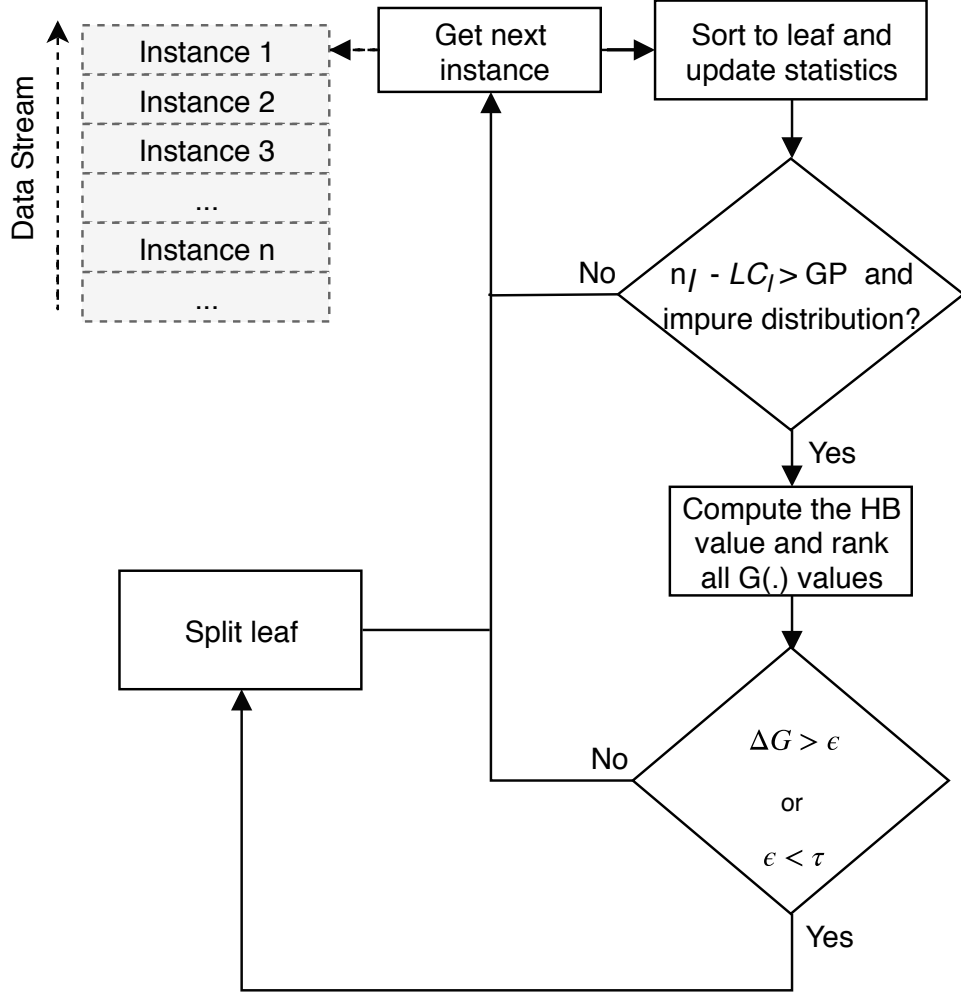 Data Stream
Instance 1
Instance 2
Instance 3
...
Instance n
...
Get next
instance
Sort to leaf and
update statistics
n_l - LC_l > GP and
impure distribution?
No
Yes
Compute the HB
value and rank
all G(.) values
Split leaf
ΔG > ϵ
or
ϵ < τ
No
Yes